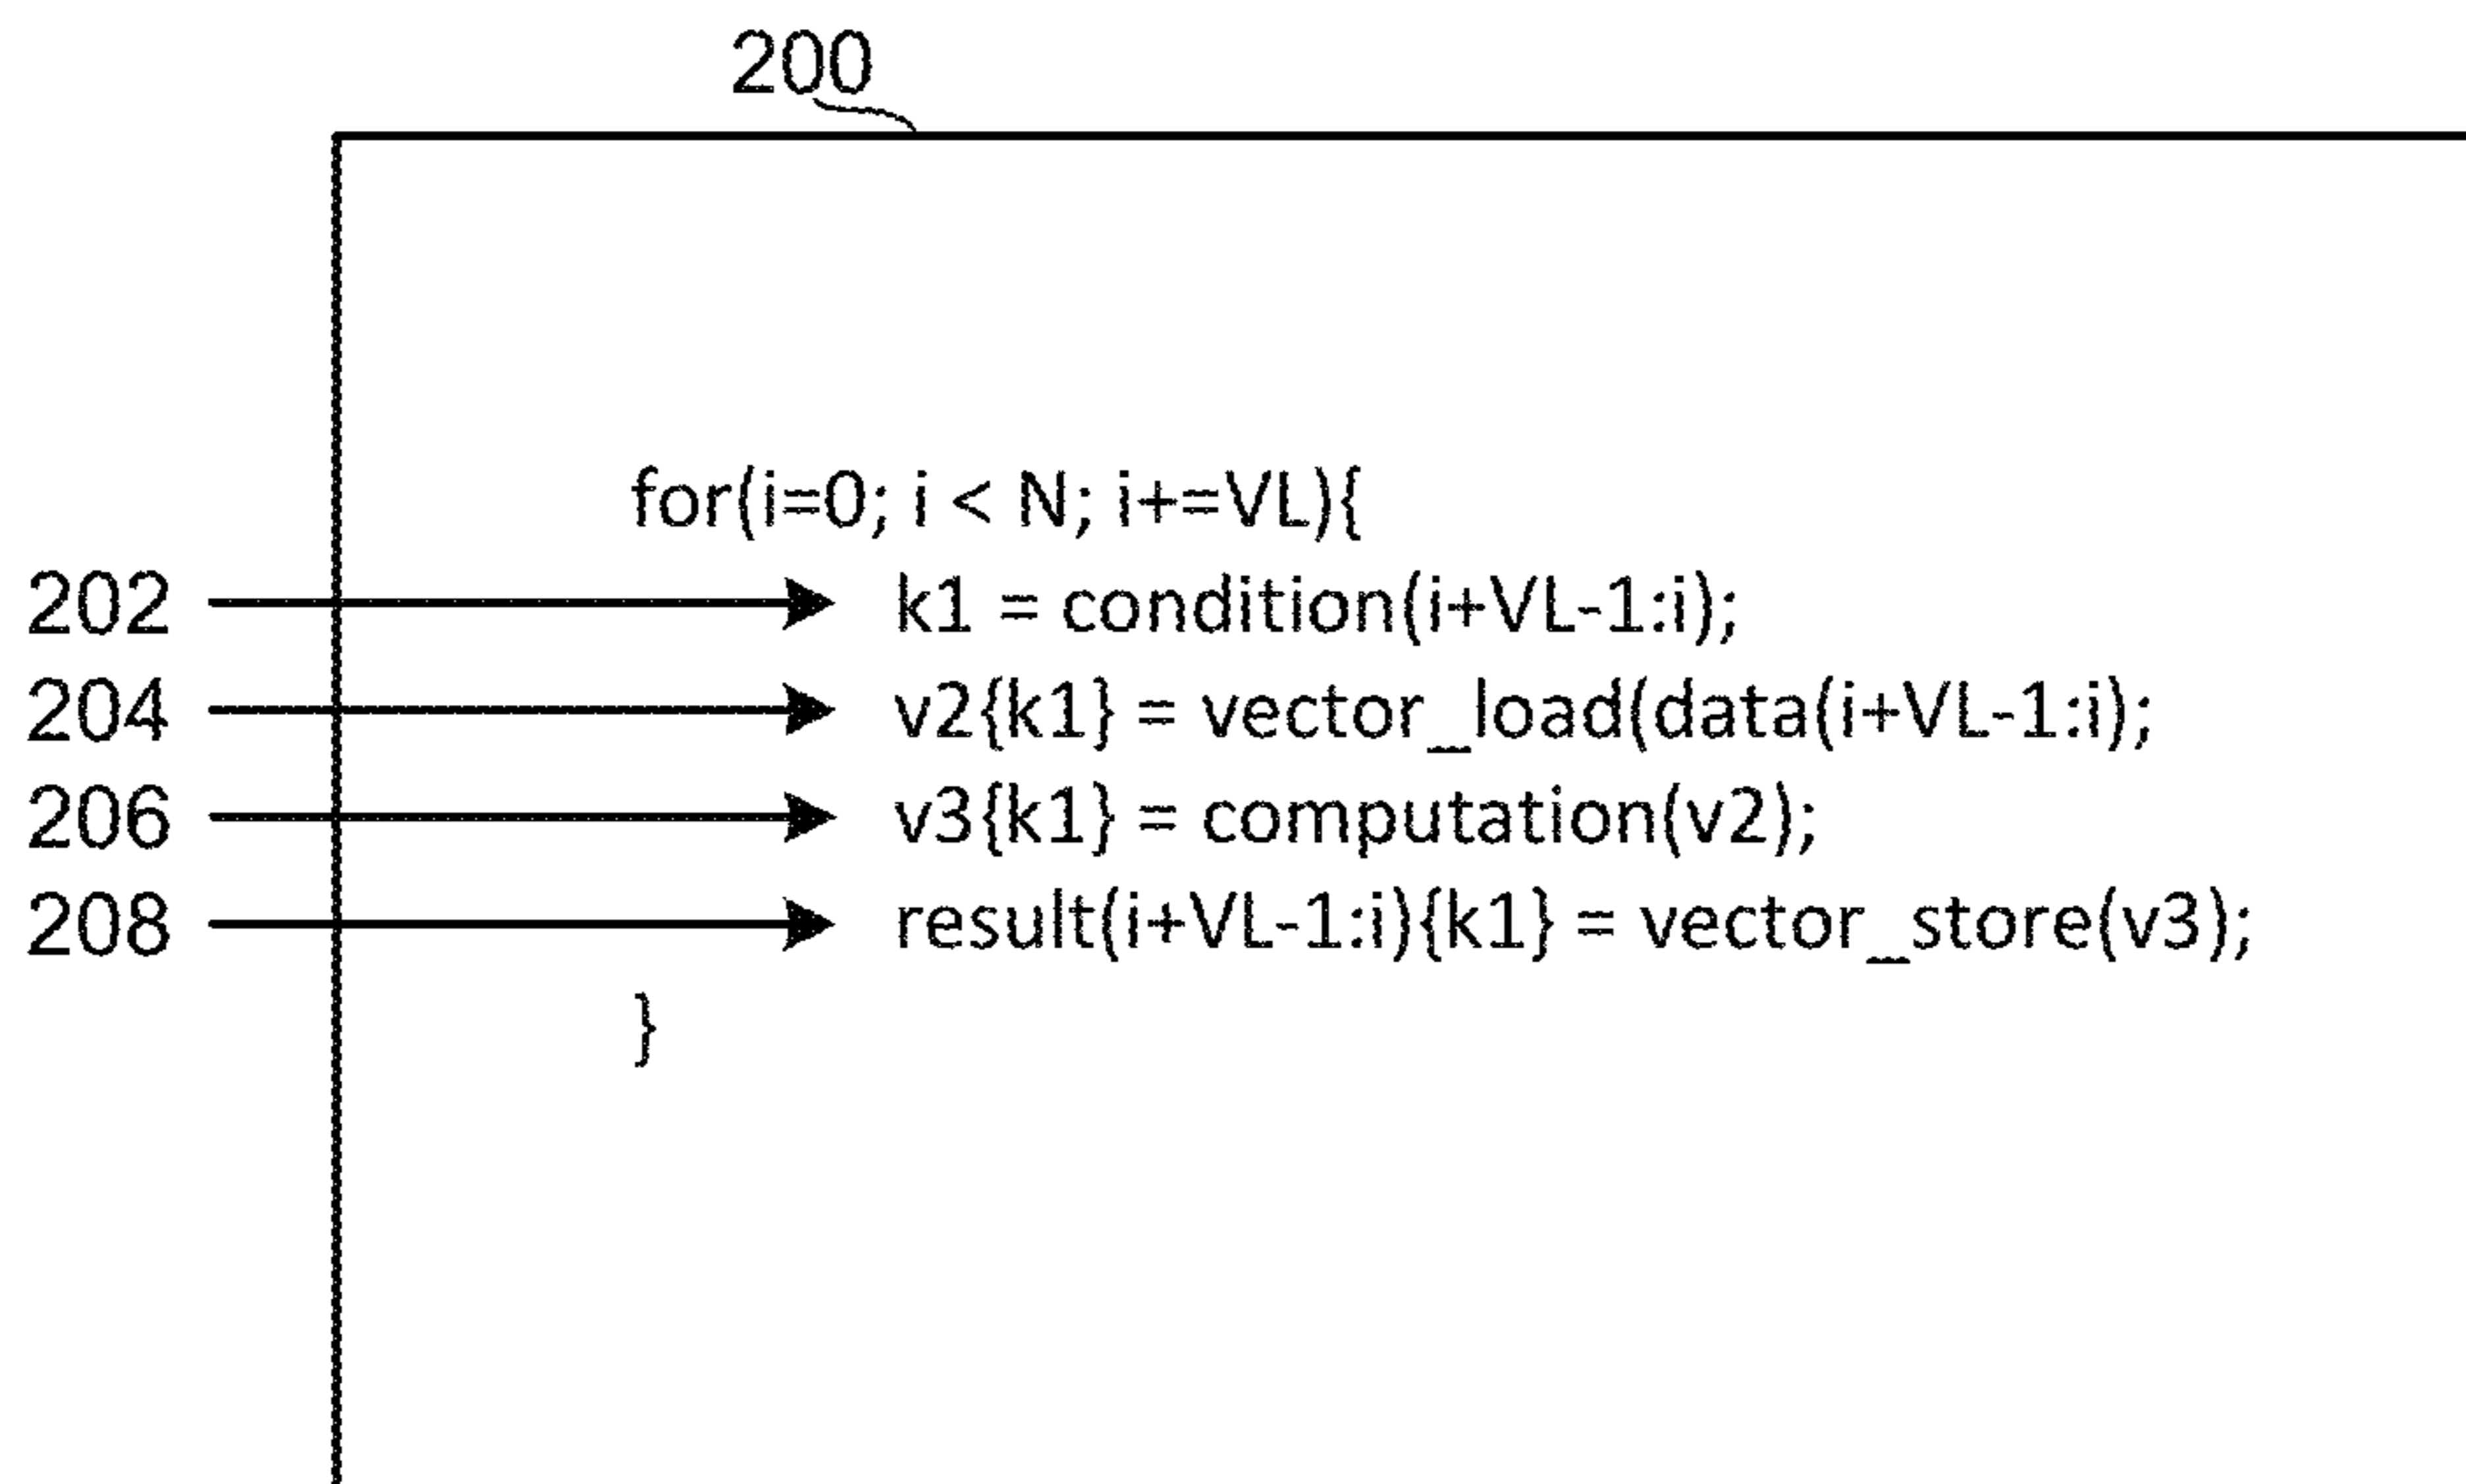 200
for(i=0; i < N; i+=VL){
202 k1 = condition(i+VL-1:i);
204 v2{k1} = vector_load(data(i+VL-1:i);
206 v3{k1} = computation(v2);
208 result(i+VL-1:i){k1} = vector_store(v3);
}